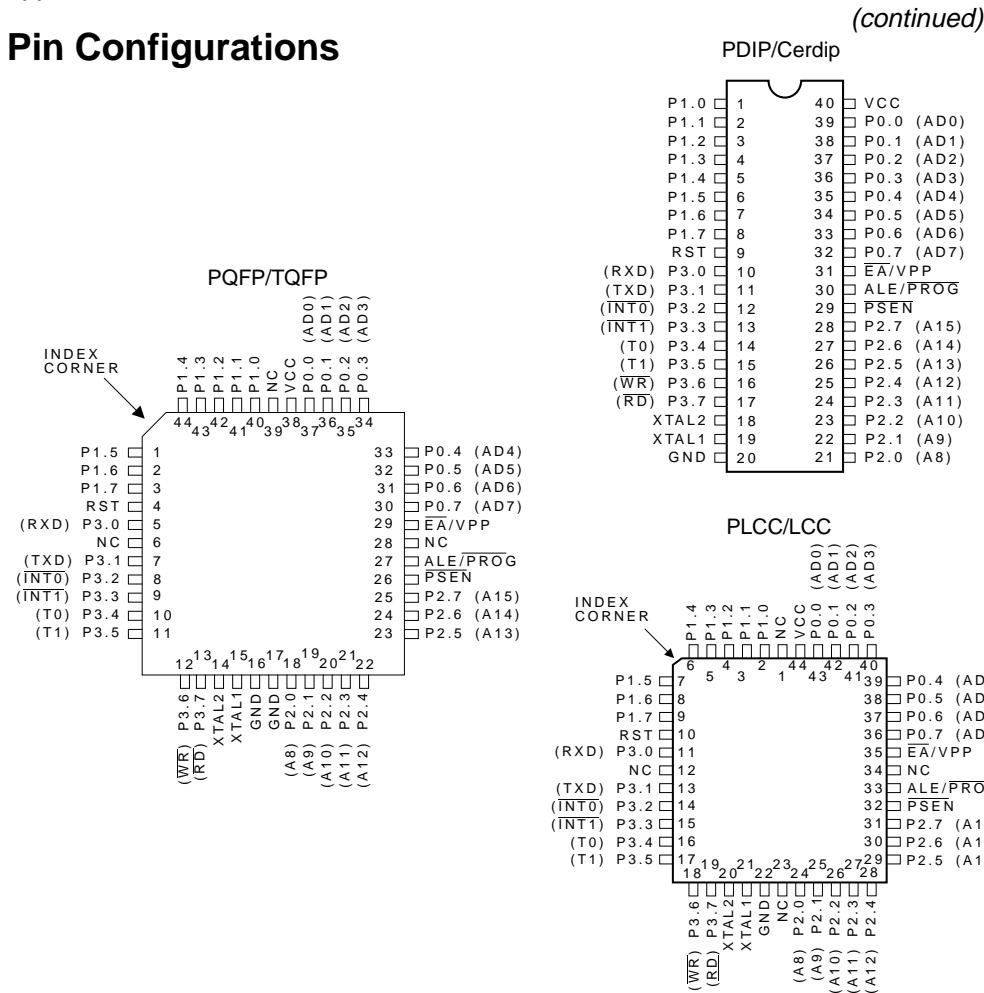 (continued)
Pin Configurations
PDIP/Cerdip
P1.0 1 40 VCC
P1.1 2 39 P0.0 (AD0)
P1.2 3 38 P0.1 (AD1)
P1.3 4 37 P0.2 (AD2)
P1.4 5 36 P0.3 (AD3)
P1.5 6 35 P0.4 (AD4)
P1.6 7 34 P0.5 (AD5)
P1.7 8 33 P0.6 (AD6)
RST 9 32 P0.7 (AD7)
(RXD) P3.0 10 31 EA/VPP
(TXD) P3.1 11 30 ALE/PROG
(INT0) P3.2 12 29 PSEN
(INT1) P3.3 13 28 P2.7 (A15)
(T0) P3.4 14 27 P2.6 (A14)
(T1) P3.5 15 26 P2.5 (A13)
(WR) P3.6 16 25 P2.4 (A12)
(RD) P3.7 17 24 P2.3 (A11)
XTAL2 18 23 P2.2 (A10)
XTAL1 19 22 P2.1 (A9)
GND 20 21 P2.0 (A8)
PQFP/TQFP
INDEX
CORNER
P1.4 P1.3 P1.2 P1.1 P1.0 NC VCC P0.0 (AD0) P0.1 (AD1) P0.2 (AD2) P0.3 (AD3)
44 43 42 41 40 39 38 37 36 35 34
P1.5 1 33 P0.4 (AD4)
P1.6 2 32 P0.5 (AD5)
P1.7 3 31 P0.6 (AD6)
RST 4 30 P0.7 (AD7)
(RXD) P3.0 5 29 EA/VPP
NC 6 28 NC
(TXD) P3.1 7 27 ALE/PROG
(INT0) P3.2 8 26 PSEN
(INT1) P3.3 9 25 P2.7 (A15)
(T0) P3.4 10 24 P2.6 (A14)
(T1) P3.5 11 23 P2.5 (A13)
12 13 14 15 16 17 18 19 20 21 22
(WR) P3.6 (RD) P3.7 XTAL2 XTAL1 GND GND (A8) P2.0 (A9) P2.1 (A10) P2.2 (A11) P2.3 (A12) P2.4
PLCC/LCC
INDEX
CORNER
P1.4 P1.3 P1.2 P1.1 P1.0 NC VCC P0.0 (AD0) P0.1 (AD1) P0.2 (AD2) P0.3 (AD3)
6 5 4 3 2 1 44 43 42 41 40
P1.5 7 39 P0.4 (AD
P1.6 8 38 P0.5 (AD
P1.7 9 37 P0.6 (AD
RST 10 36 P0.7 (AD
(RXD) P3.0 11 35 EA/VPP
NC 12 34 NC
(TXD) P3.1 13 33 ALE/PRO
(INT0) P3.2 14 32 PSEN
(INT1) P3.3 15 31 P2.7 (A1
(T0) P3.4 16 30 P2.6 (A1
(T1) P3.5 17 29 P2.5 (A1
18 19 20 21 22 23 24 25 26 27 28
(WR) P3.6 (RD) P3.7 XTAL2 XTAL1 GND NC (A8) P2.0 (A9) P2.1 (A10) P2.2 (A11) P2.3 (A12) P2.4